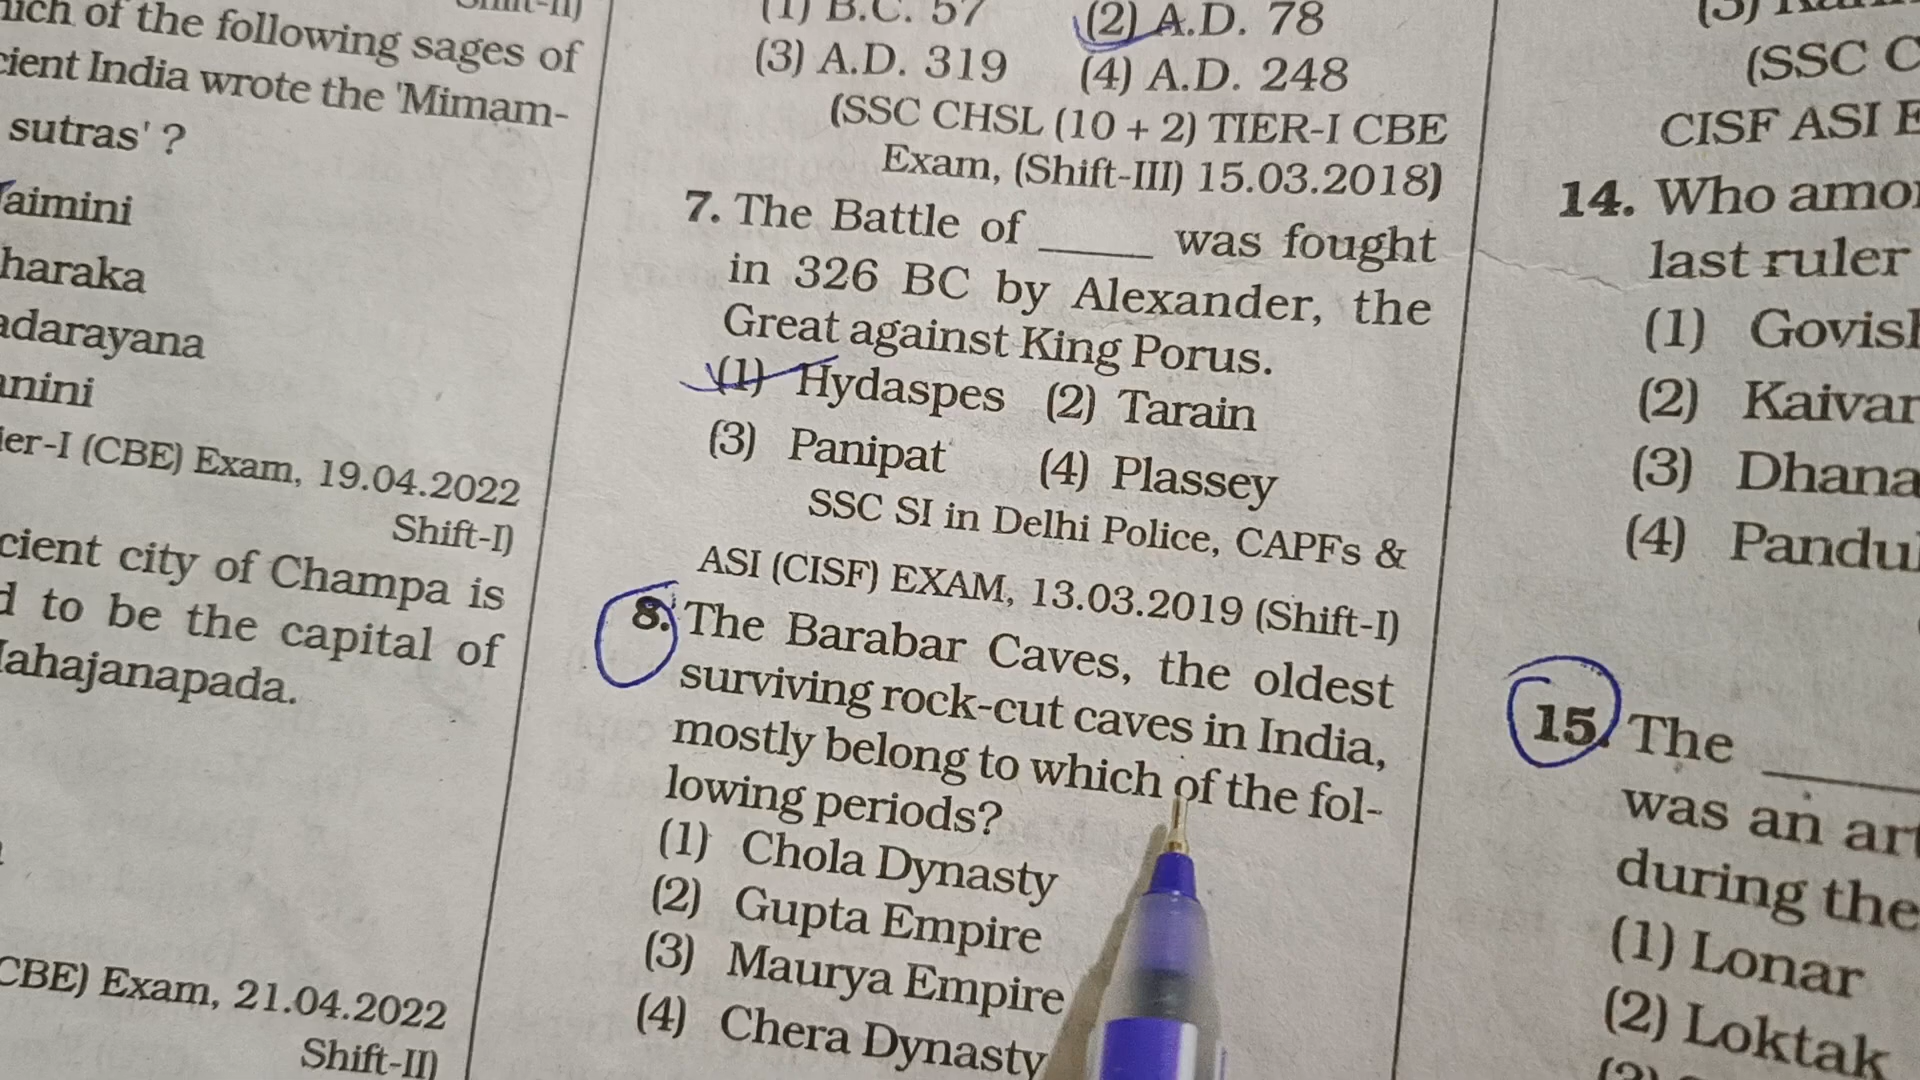 of the following sages of
India wrote the 'Mimam-
sutras' ?
aimini
haraka
adarayana
nini
ier-I (CBE) Exam, 19.04.2022
Shift-I)
cient city of Champa is
to be the capital of
ahajanapada.
CBE) Exam, 21.04.2022
Shift-II)
(1) B.C. 57 (2) A.D. 78
(3) A.D. 319 (4) A.D. 248
(SSC CHSL (10 + 2) TIER-I CBE
Exam, (Shift-III) 15.03.2018)
7. The Battle of _____ was fought
in 326 BC by Alexander, the
Great against King Porus.
(1) Hydaspes (2) Tarain
(3) Panipat (4) Plassey
SSC SI in Delhi Police, CAPFs &
ASI (CISF) EXAM, 13.03.2019 (Shift-I)
8. The Barabar Caves, the oldest
surviving rock-cut caves in India,
mostly belong to which of the fol-
lowing periods?
(1) Chola Dynasty
(2) Gupta Empire
(3) Maurya Empire
(4) Chera Dynasty
(SSC C
CISF ASI E
14. Who amo
last ruler
(1) Govis
(2) Kaivar
(3) Dhana
(4) Pandu
15. The _____
was an ar
during the
(1) Lonar
(2) Loktak